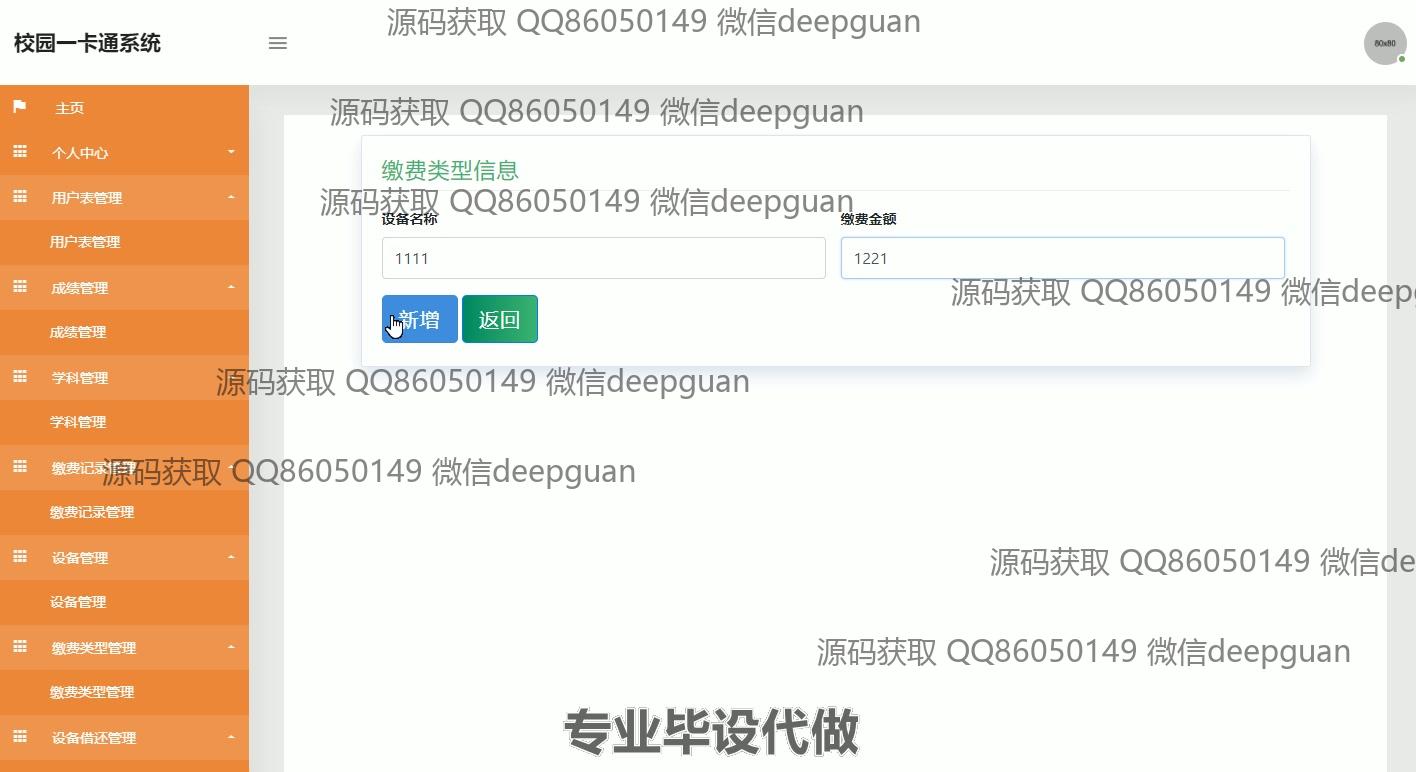 源码获取 QQ86050149 微信deepguan
校园一卡通系统
80x80
主页
源码获取 QQ86050149 微信deepguan
个人中心
缴费类型信息
用户表管理
源码获取 QQ86050149 微信deepguan
设备名称
缴费金额
用户表管理
1111
1221
成绩管理
源码获取 QQ86050149 微信deep
新增
返回
成绩管理
学科管理
源码获取 QQ86050149 微信deepguan
学科管理
缴费记录管理
源码获取 QQ86050149 微信deepguan
缴费记录管理
设备管理
源码获取 QQ86050149 微信de
设备管理
缴费类型管理
源码获取 QQ86050149 微信deepguan
缴费类型管理
设备借还管理
专业毕设代做